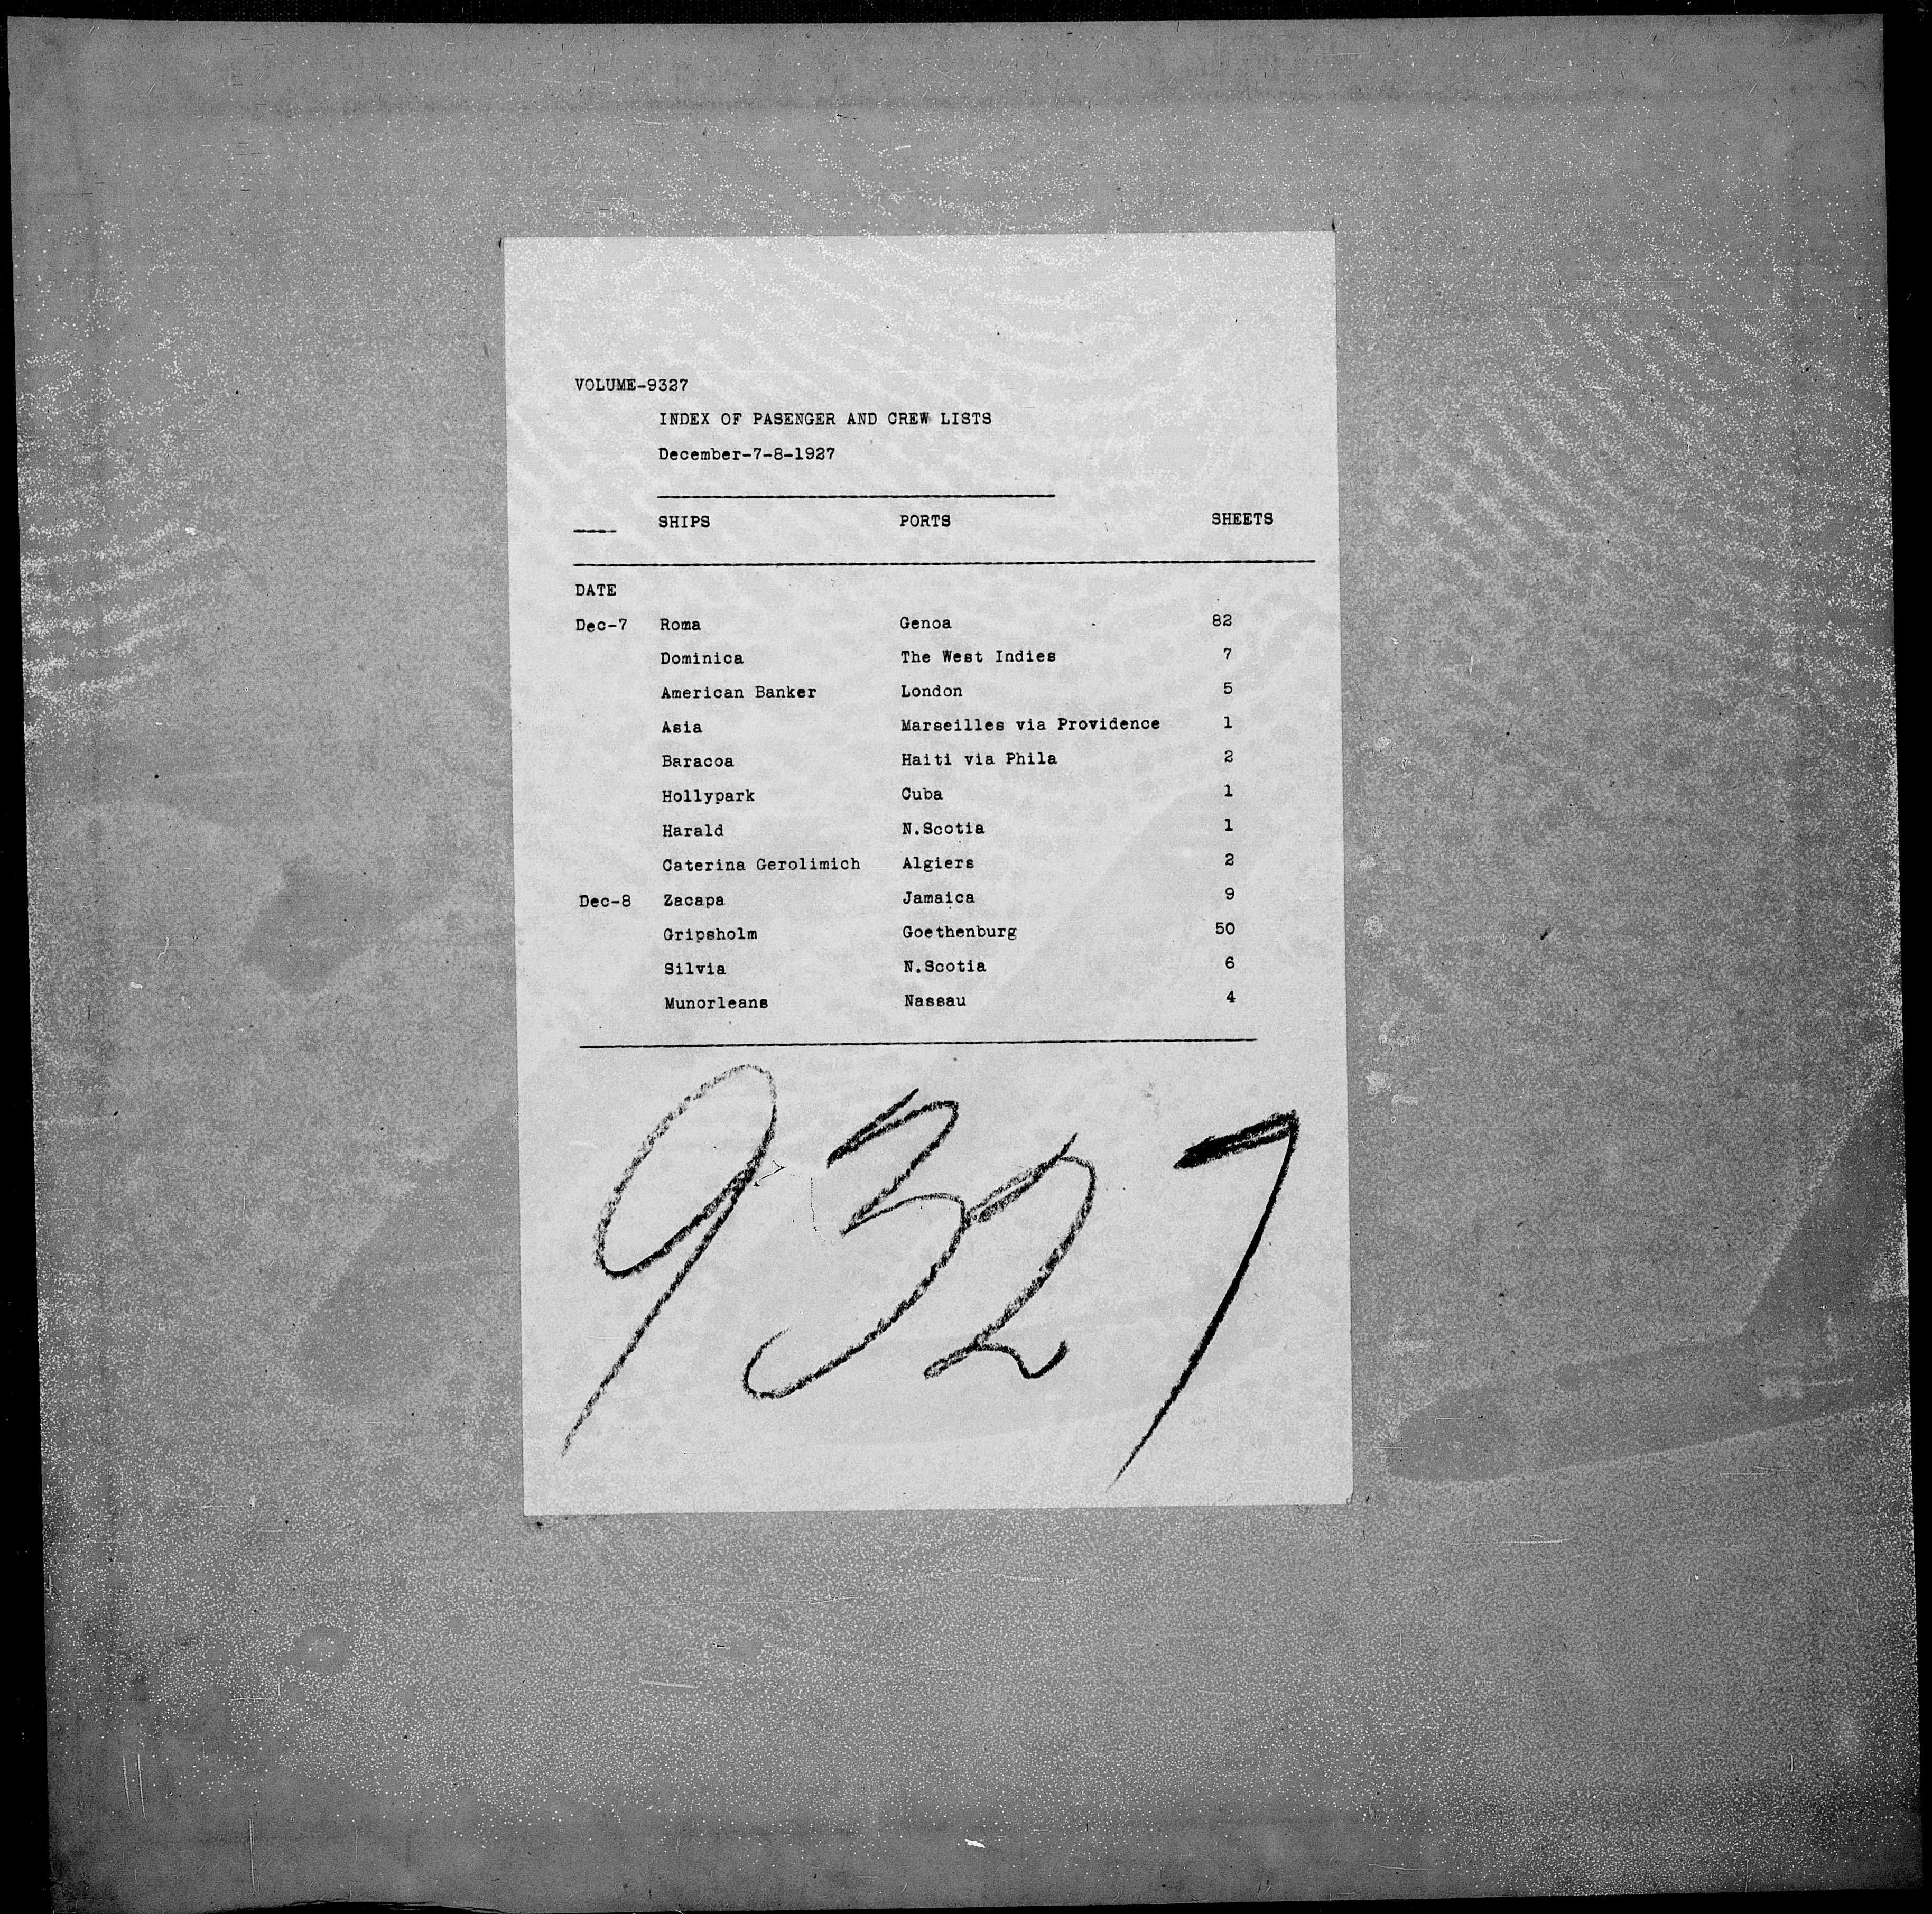 VOLUME-9327
INDEX OF PASENGER AND CREW LISTS
December-7-8-1927
SHIPS PORTS SHEETS
DATE
Dec-7 Roma Genoa 82
Dominica The West Indies 7
American Banker London 5
Asia Marseilles via Providence 1
Baracoa Haiti via Phila 2
Hollypark Cuba 1
Harald N.Scotia 1
Caterina Gerolimich Algiers 2
Dec-8 Zacapa Jamaica 9
Gripsholm Goethenburg 50
Silvia N.Scotia 6
Munorleans Nassau 4
9327